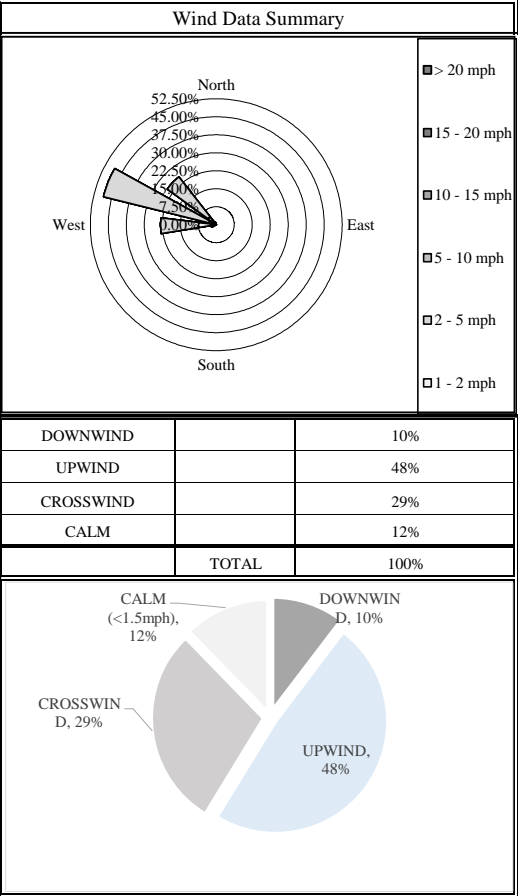 Wind Data Summary
North
52.50%
45.00%
37.50%
30.00%
22.50%
15.00%
7.50%
0.00%
West
East
South
> 20 mph
15 - 20 mph
10 - 15 mph
5 - 10 mph
2 - 5 mph
1 - 2 mph
DOWNWIND 10%
UPWIND 48%
CROSSWIND 29%
CALM 12%
TOTAL 100%
CALM
(<1.5mph),
12%
DOWNWIN
D, 10%
CROSSWIN
D, 29%
UPWIND,
48%